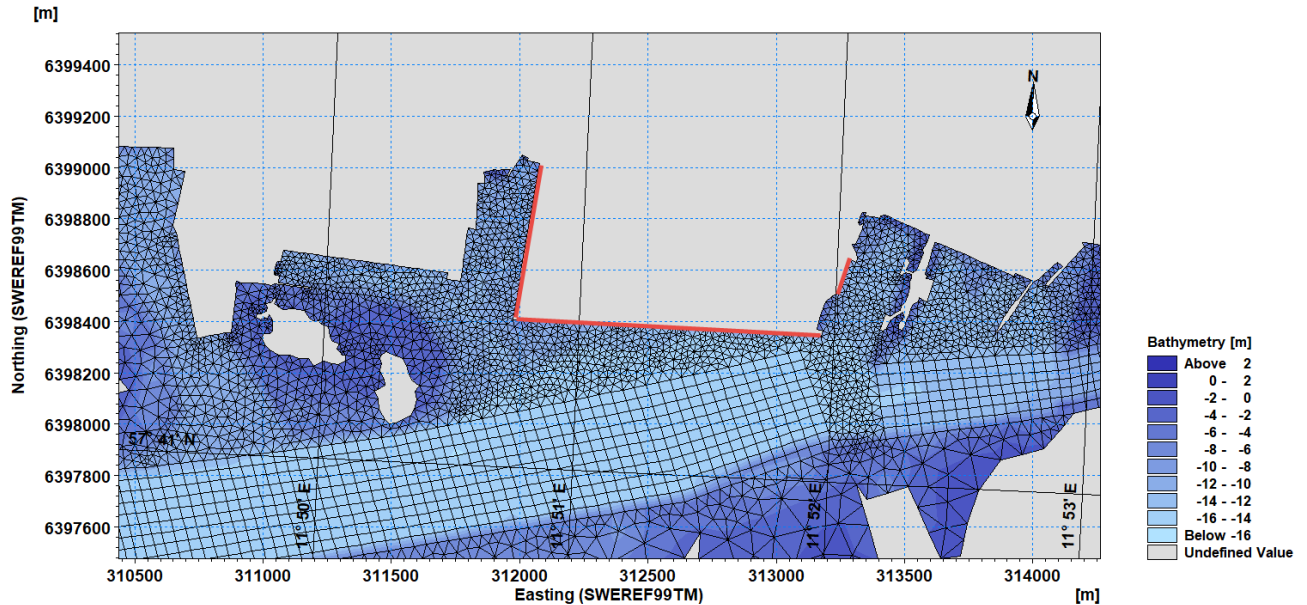 [m]
6399400
6399200
6399000
6398800
6398600
6398400
6398200
6398000
6397800
6397600
Northing (SWEREF99TM)
N
57° 41' N
11° 50' E
11° 51' E
11° 52' E
11° 53' E
310500 311000 311500 312000 312500 313000 313500 314000
Easting (SWEREF99TM)
[m]
Bathymetry [m]
Above 2
0 - 2
-2 - 0
-4 - -2
-6 - -4
-8 - -6
-10 - -8
-12 - -10
-14 - -12
-16 - -14
Below -16
Undefined Value